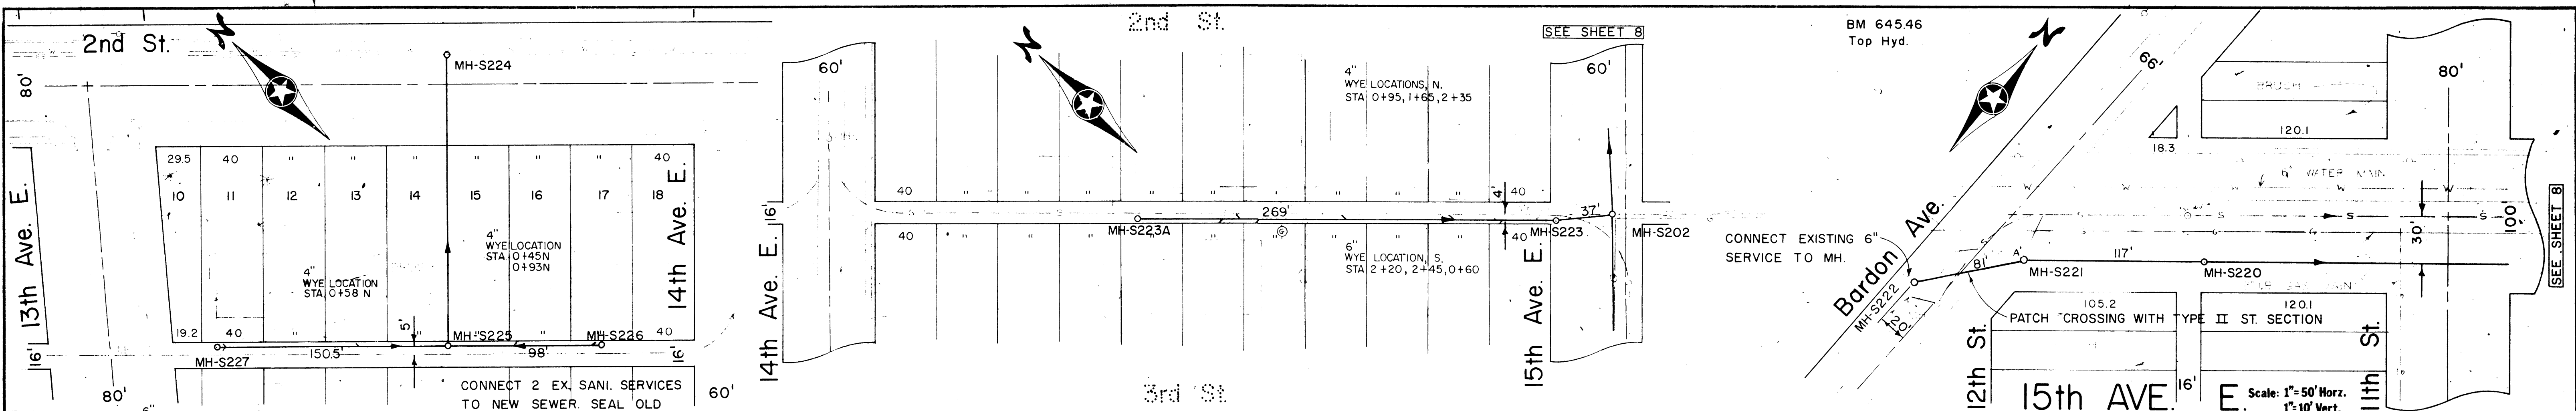 2nd St.
N
80'
MH-S224
29.5 40 " " " " " " 40
10 11 12 13 14 15 16 17 18
13th Ave. E.
14th Ave. E.
4"
WYE LOCATION
STA. 0+45N
0+93N
4"
WYE LOCATION
STA. 0+58 N
19.2 40 " " " " 40
5'
MH-S225
MH-S226
16'
16'
150.5'
98'
MH-S227
80'
6"
CONNECT 2 EX. SANI. SERVICES
TO NEW SEWER. SEAL OLD
60'
2nd St.
SEE SHEET 8
60'
N
60'
4"
WYE LOCATIONS, N.
STA 0+95, 1+65, 2+35
40 " " " " " " " " " 40
4'
16'
269'
37'
MH-S223A
MH-S223
MH-S202
G
40 " " " " " " " " 40
6"
WYE LOCATION, S.
STA 2+20, 2+45, 0+60
14th Ave. E.
15th Ave. E.
3rd St.
BM 645.46
Top Hyd.
N
66'
80'
120.1
18.3
6" WATER MAIN
W W W W
S S S
CONNECT EXISTING 6"
SERVICE TO MH.
Bardon Ave.
A
81'
117'
30'
100'
MH-S221
MH-S220
MH-S222
20'
105.2
120.1
PATCH CROSSING WITH TYPE II ST. SECTION
SEE SHEET 8
12th St.
16'
11th St.
15th AVE. E.
Scale: 1"=50' Horz.
1"=10' Vert.